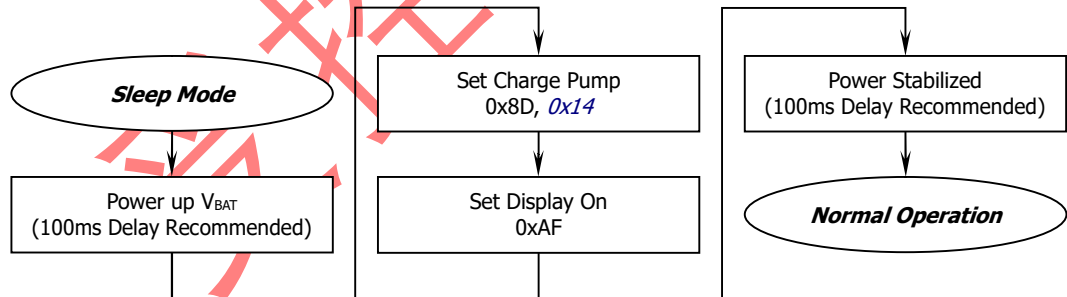 Sleep Mode
Power up VBAT
(100ms Delay Recommended)
Set Charge Pump
0x8D, 0x14
Set Display On
0xAF
Power Stabilized
(100ms Delay Recommended)
Normal Operation